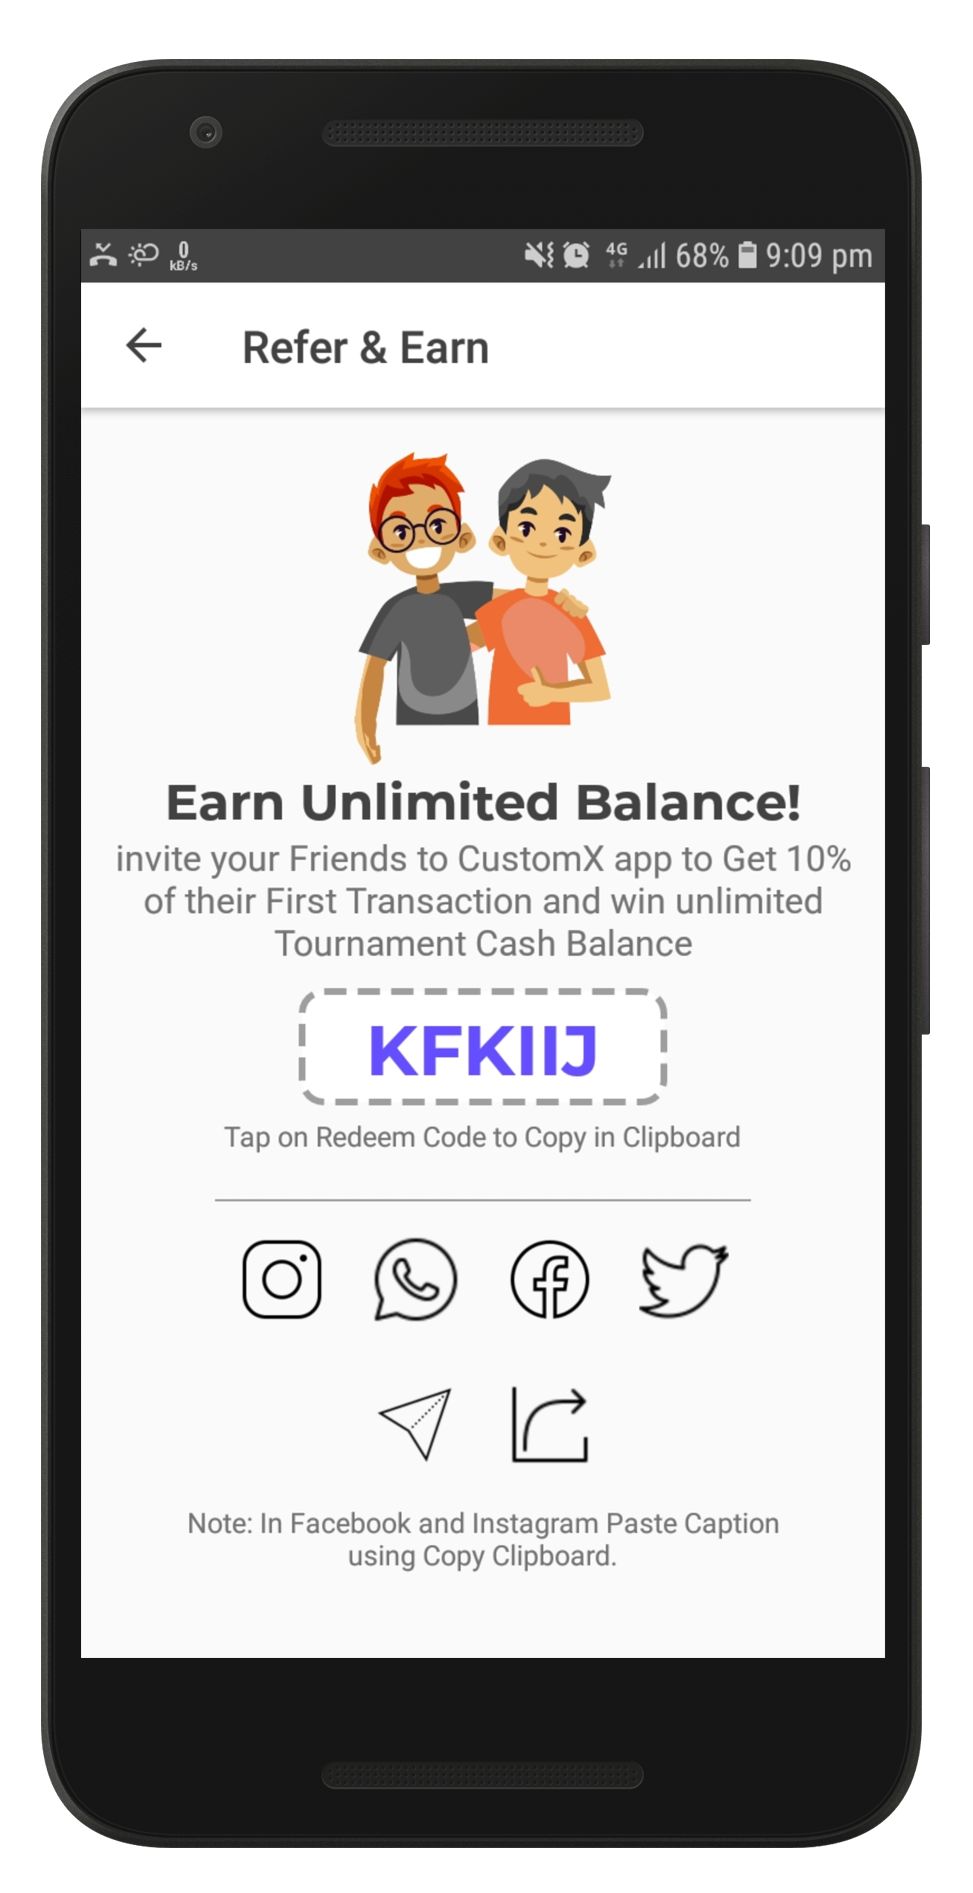 0
kB/s
4G
68%
9:09 pm
Refer & Earn
Earn Unlimited Balance!
invite your Friends to CustomX app to Get 10%
of their First Transaction and win unlimited
Tournament Cash Balance
KFKIIJ
Tap on Redeem Code to Copy in Clipboard
Note: In Facebook and Instagram Paste Caption
using Copy Clipboard.